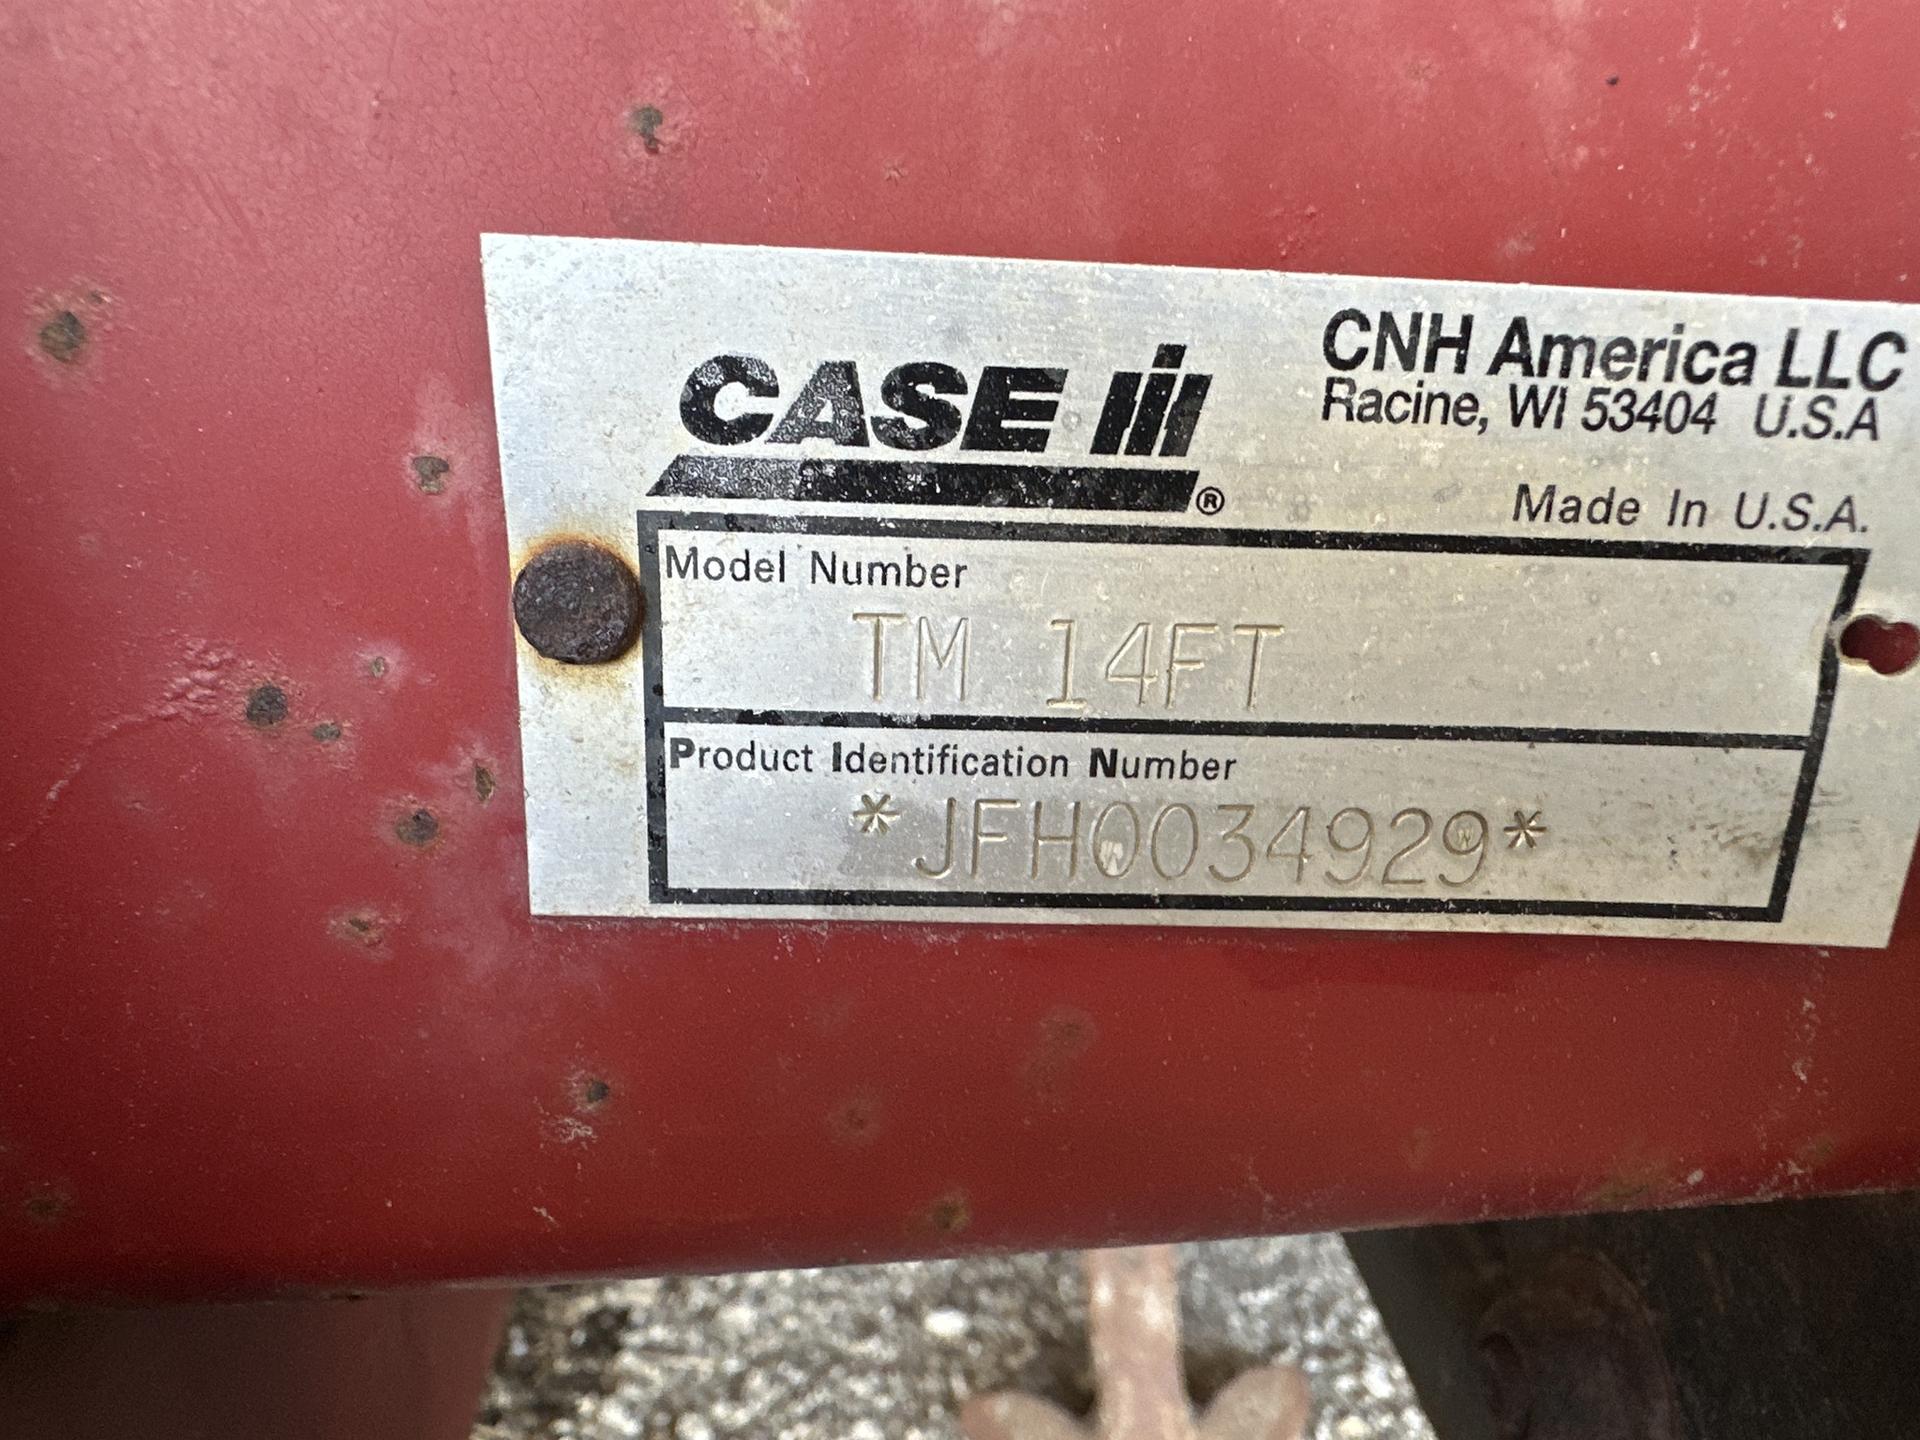 CASE IH ®
CNH America LLC
Racine, WI 53404 U.S.A
Made In U.S.A.
Model Number
TM 14FT
Product Identification Number
*JFH0034929*